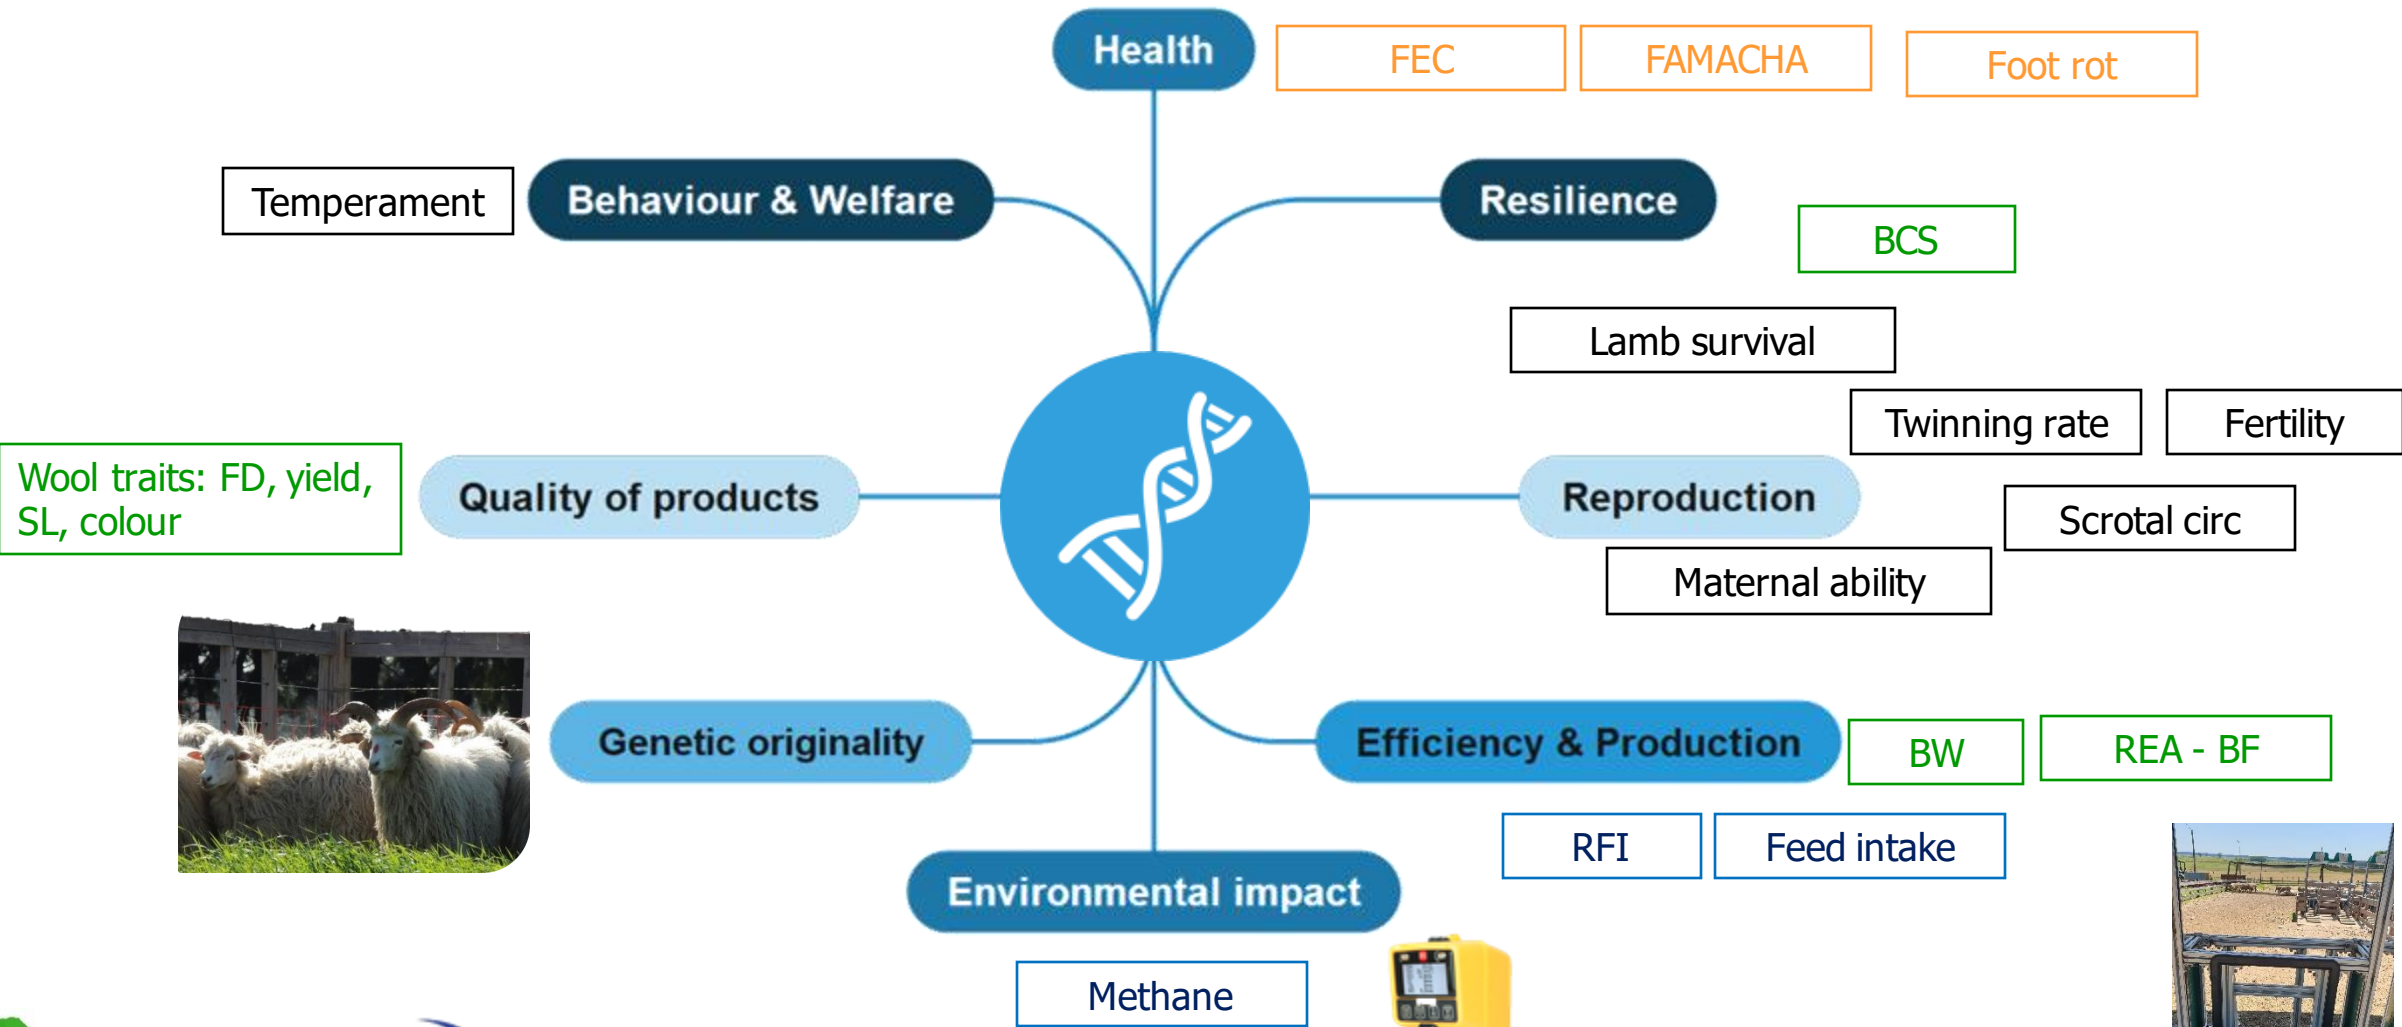 Health
FEC
FAMACHA
Foot rot
Temperament
Behaviour & Welfare
Resilience
BCS
Lamb survival
Twinning rate
Fertility
Wool traits: FD, yield,
SL, colour
Quality of products
Reproduction
Scrotal circ
Maternal ability
Genetic originality
Efficiency & Production
BW
REA - BF
RFI
Feed intake
Environmental impact
Methane